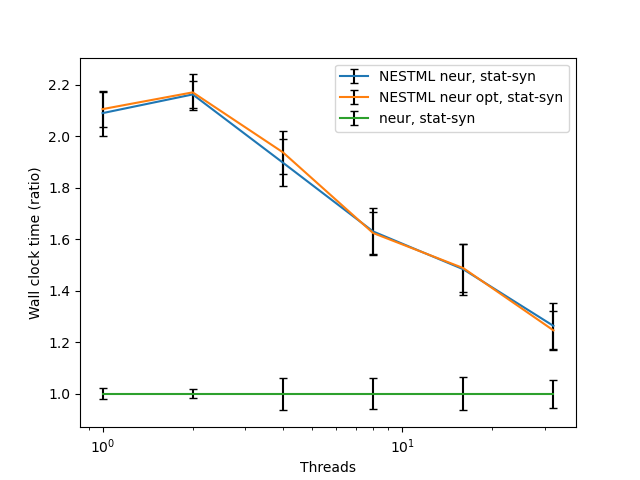 NESTML neur, stat-syn
NESTML neur opt, stat-syn
neur, stat-syn
Wall clock time (ratio)
2.2
2.0
1.8
1.6
1.4
1.2
1.0
10⁰
10¹
Threads